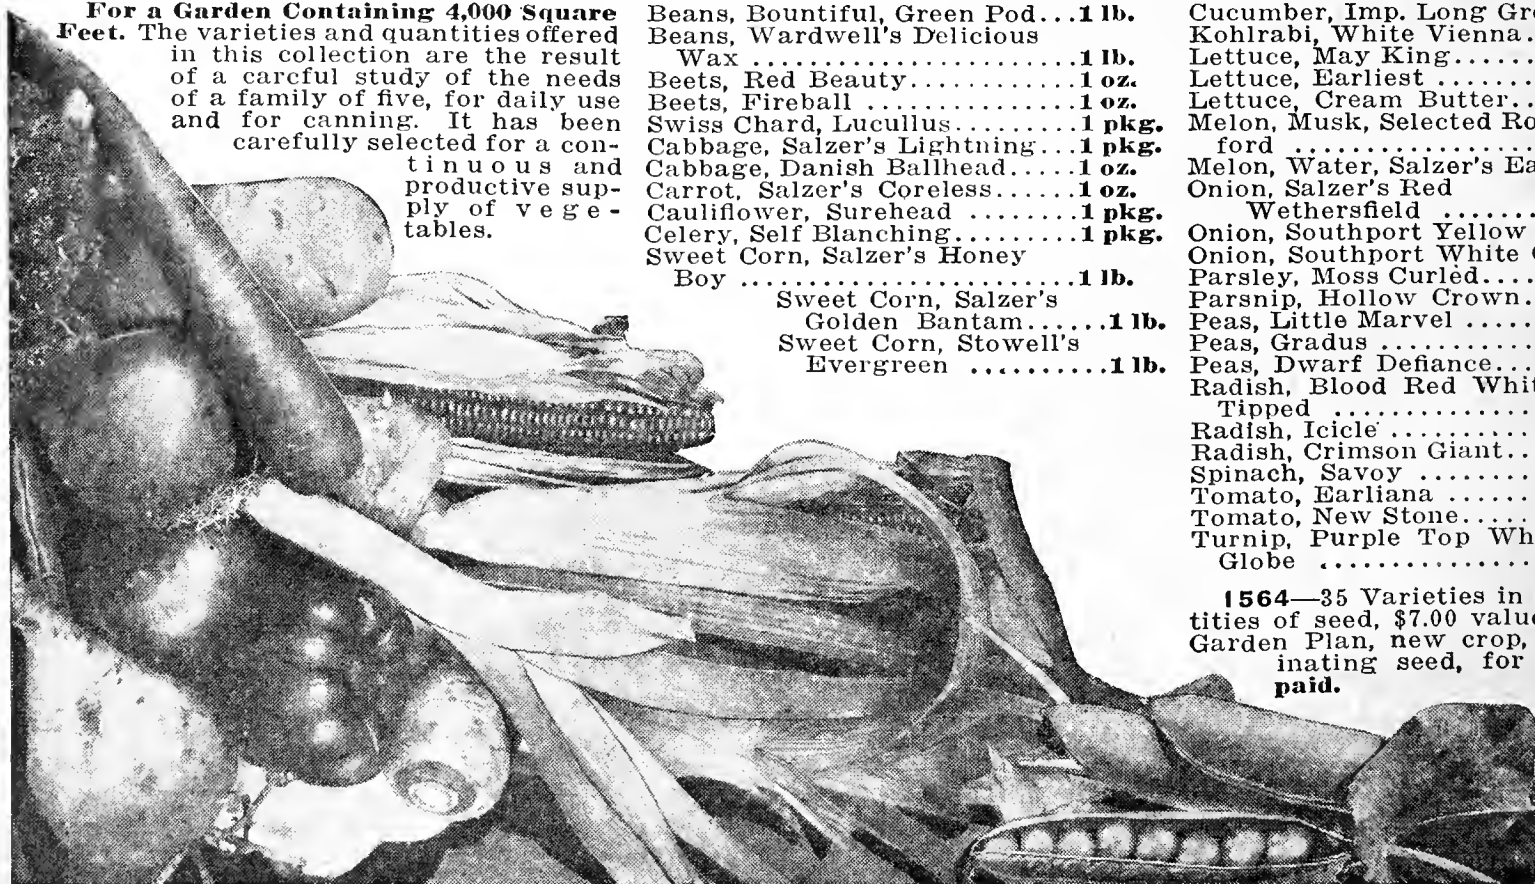 For a Garden Containing 4,000 Square
Feet. The varieties and quantities offered
in this collection are the result
of a careful study of the needs
of a family of five, for daily use
and for canning. It has been
carefully selected for a con-
tinuous and
productive sup-
ply of vege-
tables.
Beans, Bountiful, Green Pod...1 lb.
Beans, Wardwell's Delicious
Wax ......................1 lb.
Beets, Red Beauty............1 oz.
Beets, Fireball ...............1 oz.
Swiss Chard, Lucullus.........1 pkg.
Cabbage, Salzer's Lightning...1 pkg.
Cabbage, Danish Ballhead.....1 oz.
Carrot, Salzer's Coreless......1 oz.
Cauliflower, Surehead ........1 pkg.
Celery, Self Blanching.........1 pkg.
Sweet Corn, Salzer's Honey
Boy .......................1 lb.
Sweet Corn, Salzer's
Golden Bantam......1 lb.
Sweet Corn, Stowell's
Evergreen ..........1 lb.
Cucumber, Imp. Long Gr
Kohlrabi, White Vienna.
Lettuce, May King.......
Lettuce, Earliest .......
Lettuce, Cream Butter..
Melon, Musk, Selected Ro
ford ................
Melon, Water, Salzer's Ea
Onion, Salzer's Red
Wethersfield .......
Onion, Southport Yellow
Onion, Southport White
Parsley, Moss Curled....
Parsnip, Hollow Crown.
Peas, Little Marvel .....
Peas, Gradus ...........
Peas, Dwarf Defiance...
Radish, Blood Red Whit
Tipped ..............
Radish, Icicle ..........
Radish, Crimson Giant..
Spinach, Savoy ........
Tomato, Earliana ......
Tomato, New Stone.....
Turnip, Purple Top Wh
Globe ...............
1564—35 Varieties in
tities of seed, $7.00 valu
Garden Plan, new crop,
inating seed, for
paid.